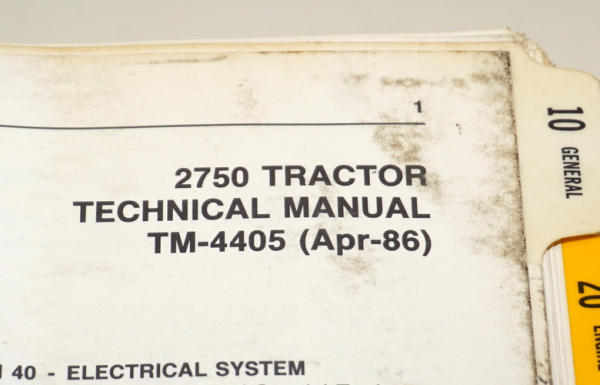 1
2750 TRACTOR
TECHNICAL MANUAL
TM-4405 (Apr-86)
40 - ELECTRICAL SYSTEM
10 GENERAL
20